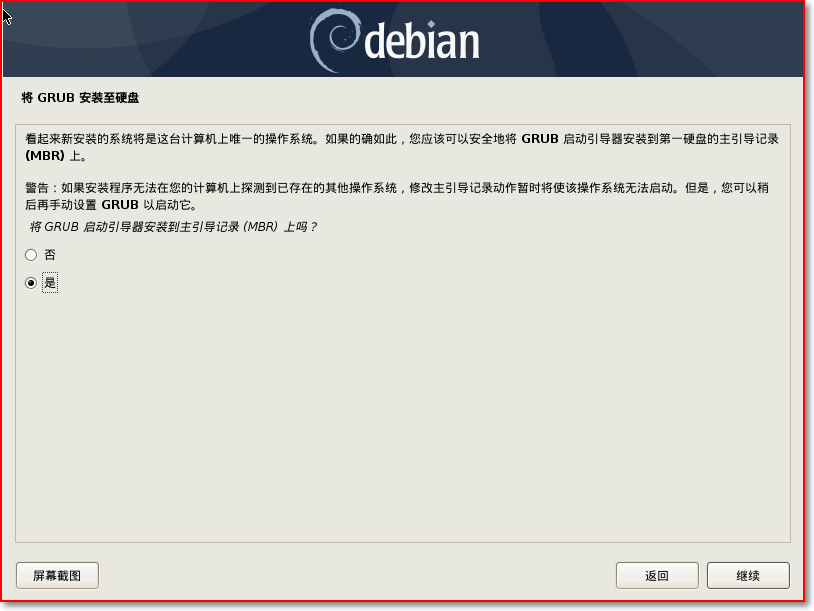 debian
将 GRUB 安装至硬盘
看起来新安装的系统将是这台计算机上唯一的操作系统。如果的确如此，您应该可以安全地将 GRUB 启动引导器安装到第一硬盘的主引导记录
(MBR) 上。
警告：如果安装程序无法在您的计算机上探测到已存在的其他操作系统，修改主引导记录动作暂时将使该操作系统无法启动。但是，您可以稍
后再手动设置 GRUB 以启动它。
将 GRUB 启动引导器安装到主引导记录 (MBR) 上吗？
否
是
屏幕截图
返回
继续